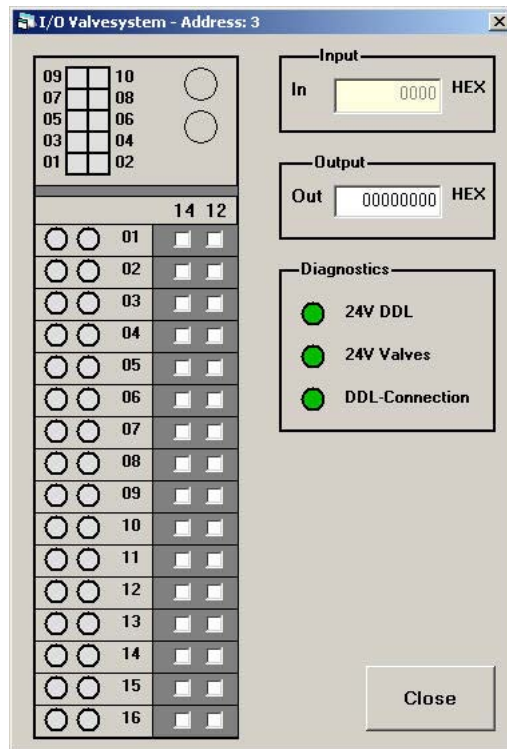 I/O Valvesystem - Address: 3
09 10
07 08
05 06
03 04
01 02
14 12
01
02
03
04
05
06
07
08
09
10
11
12
13
14
15
16
Input
In 0000 HEX
Output
Out 00000000 HEX
Diagnostics
24V DDL
24V Valves
DDL-Connection
Close